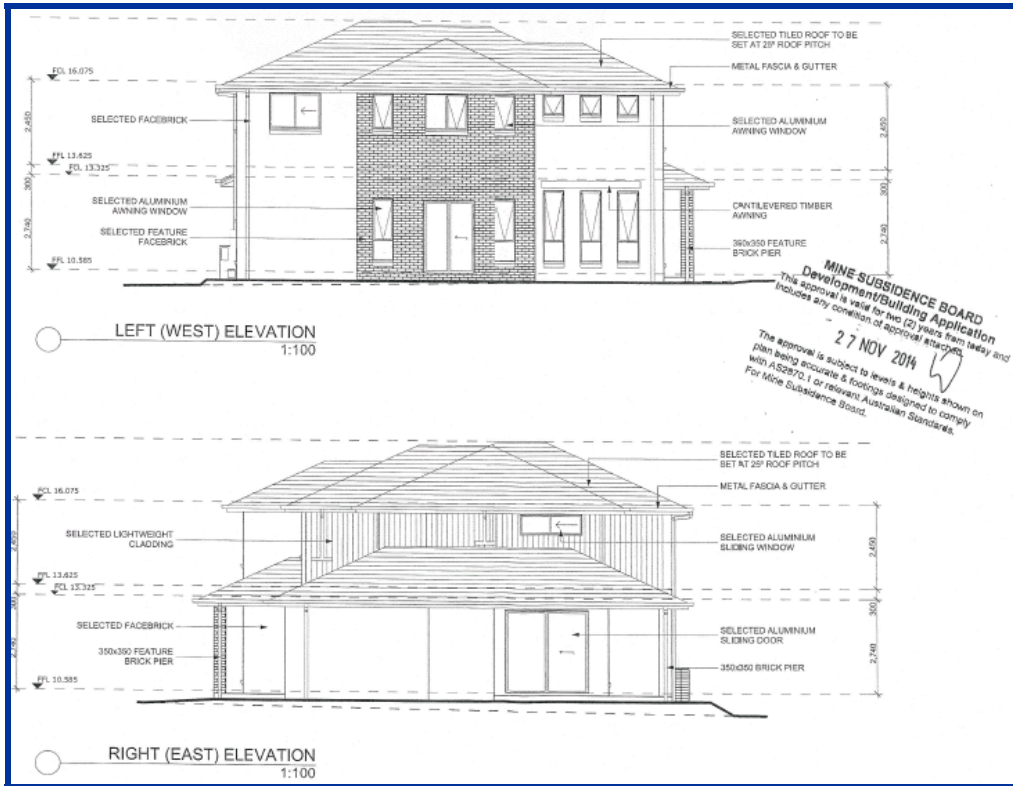 SELECTED TILED ROOF TO BE
SET AT 25° ROOF PITCH
METAL FASCIA & GUTTER
FCL 16.075
SELECTED FACEBRICK
SELECTED ALUMINIUM
AWNING WINDOW
2,450
2,450
FFL 13.625
FCL 13.325
300
300
SELECTED ALUMINIUM
AWNING WINDOW
CANTILEVERED TIMBER
AWNING
SELECTED FEATURE
FACEBRICK
2,740
2,740
350x350 FEATURE
BRICK PIER
FFL 10.585
LEFT (WEST) ELEVATION
1:100
MINE SUBSIDENCE BOARD
Development/Building Application
This approval is valid for two (2) years from today and
includes any condition of approval attached.
27 NOV 2014
The approval is subject to levels & heights shown on
plan being accurate & footings designed to comply
with AS2870.1 or relevant Australian Standards.
For Mine Subsidence Board.
SELECTED TILED ROOF TO BE
SET AT 25° ROOF PITCH
METAL FASCIA & GUTTER
FCL 16.075
SELECTED LIGHTWEIGHT
CLADDING
SELECTED ALUMINIUM
SLIDING WINDOW
2,450
2,450
FFL 13.625
FCL 13.325
300
300
SELECTED FACEBRICK
SELECTED ALUMINIUM
SLIDING DOOR
350x350 FEATURE
BRICK PIER
350x350 BRICK PIER
2,740
2,740
FFL 10.585
RIGHT (EAST) ELEVATION
1:100